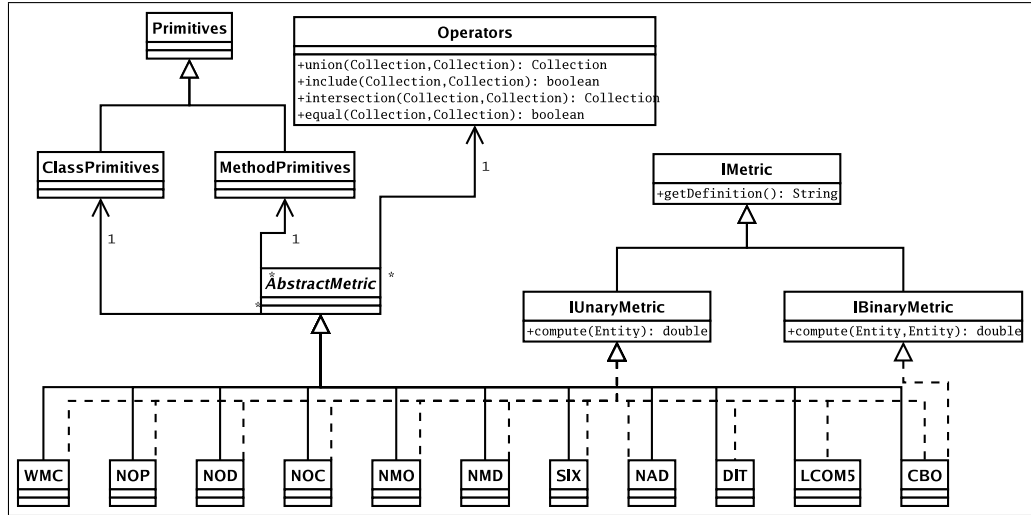 Primitives
Operators
+union(Collection,Collection): Collection
+include(Collection,Collection): boolean
+intersection(Collection,Collection): Collection
+equal(Collection,Collection): boolean
ClassPrimitives
MethodPrimitives
IMetric
+getDefinition(): String
1
1
1
*
*
*
AbstractMetric
IUnaryMetric
+compute(Entity): double
IBinaryMetric
+compute(Entity,Entity): double
WMC
NOP
NOD
NOC
NMO
NMD
SIX
NAD
DIT
LCOM5
CBO